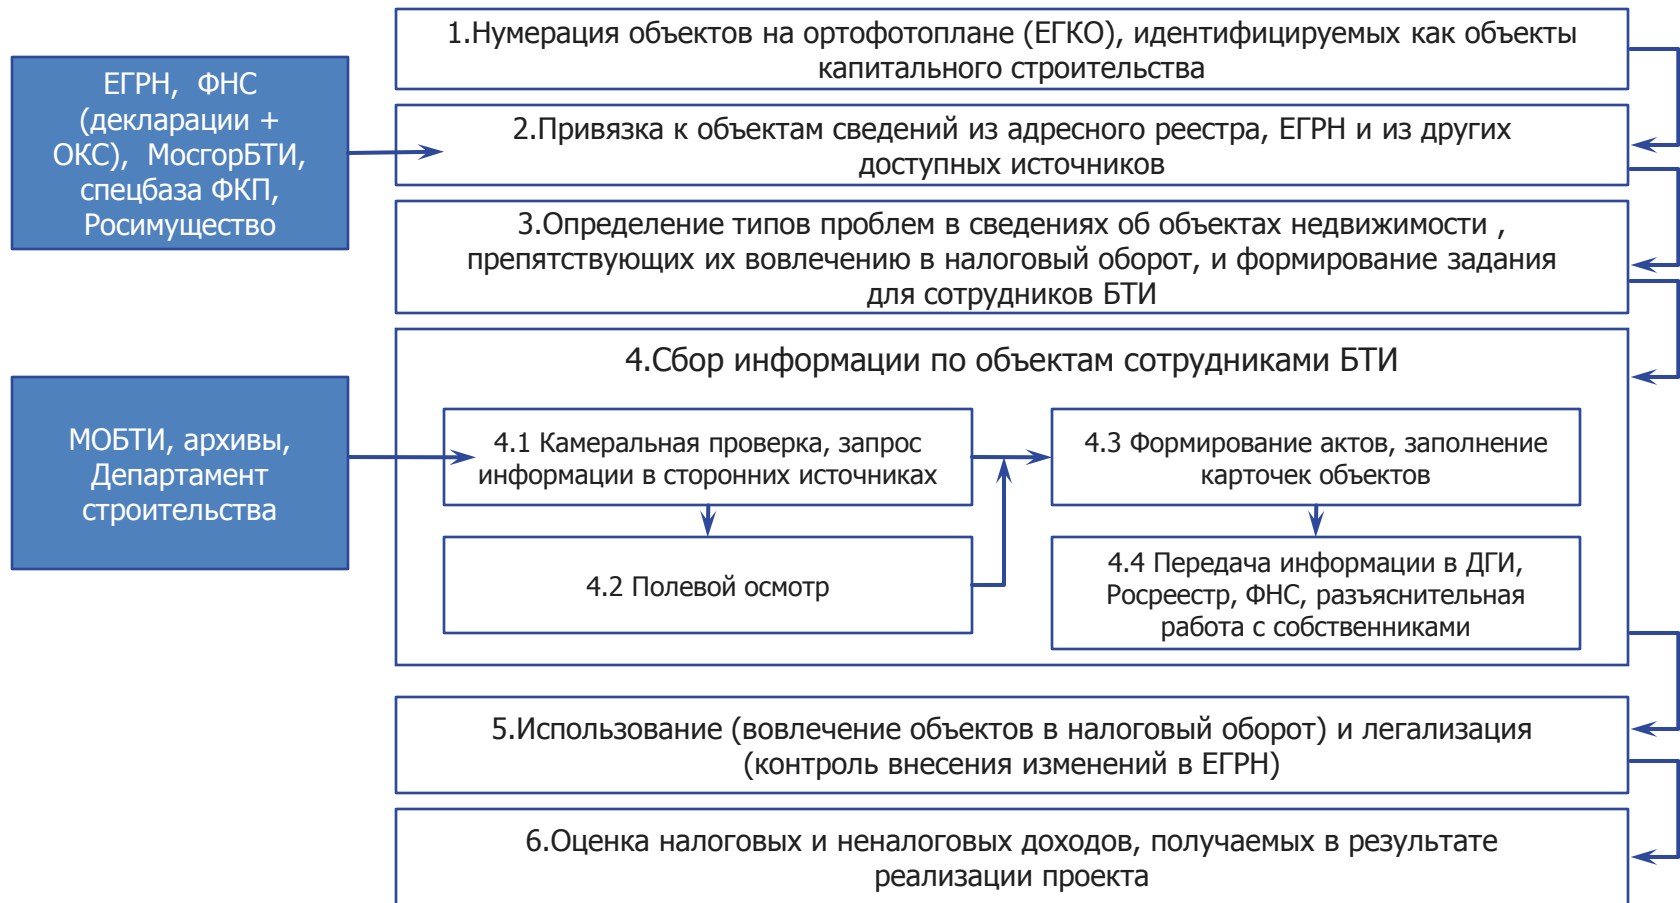 1.Нумерация объектов на ортофотоплане (ЕГКО), идентифицируемых как объекты
капитального строительства
ЕГРН, ФНС
(декларации +
ОКС), МосгорБТИ,
спецбаза ФКП,
Росимущество
2.Привязка к объектам сведений из адресного реестра, ЕГРН и из других
доступных источников
3.Определение типов проблем в сведениях об объектах недвижимости ,
препятствующих их вовлечению в налоговый оборот, и формирование задания
для сотрудников БТИ
4.Сбор информации по объектам сотрудниками БТИ
МОБТИ, архивы,
Департамент
строительства
4.1 Камеральная проверка, запрос
информации в сторонних источниках
4.2 Полевой осмотр
4.3 Формирование актов, заполнение
карточек объектов
4.4 Передача информации в ДГИ,
Росреестр, ФНС, разъяснительная
работа с собственниками
5.Использование (вовлечение объектов в налоговый оборот) и легализация
(контроль внесения изменений в ЕГРН)
6.Оценка налоговых и неналоговых доходов, получаемых в результате
реализации проекта